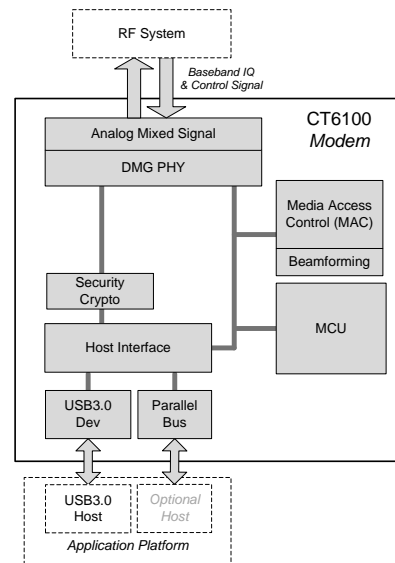 RF System
Baseband IQ
& Control Signal
CT6100
Modem
Analog Mixed Signal
DMG PHY
Media Access
Control (MAC)
Beamforming
Security
Crypto
MCU
Host Interface
USB3.0
Dev
Parallel
Bus
USB3.0
Host
Optional
Host
Application Platform